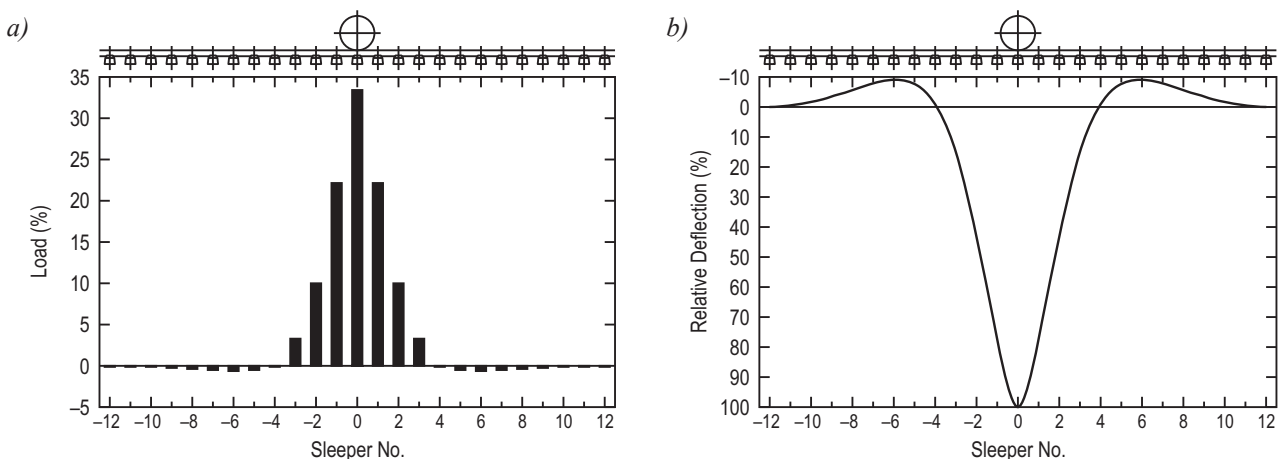 a)
35
30
25
20
15
10
5
0
–5
Load (%)
–12 –10 –8 –6 –4 –2 0 2 4 6 8 10 12
Sleeper No.
b)
–10
0
10
20
30
40
50
60
70
80
90
100
Relative Deflection (%)
–12 –10 –8 –6 –4 –2 0 2 4 6 8 10 12
Sleeper No.